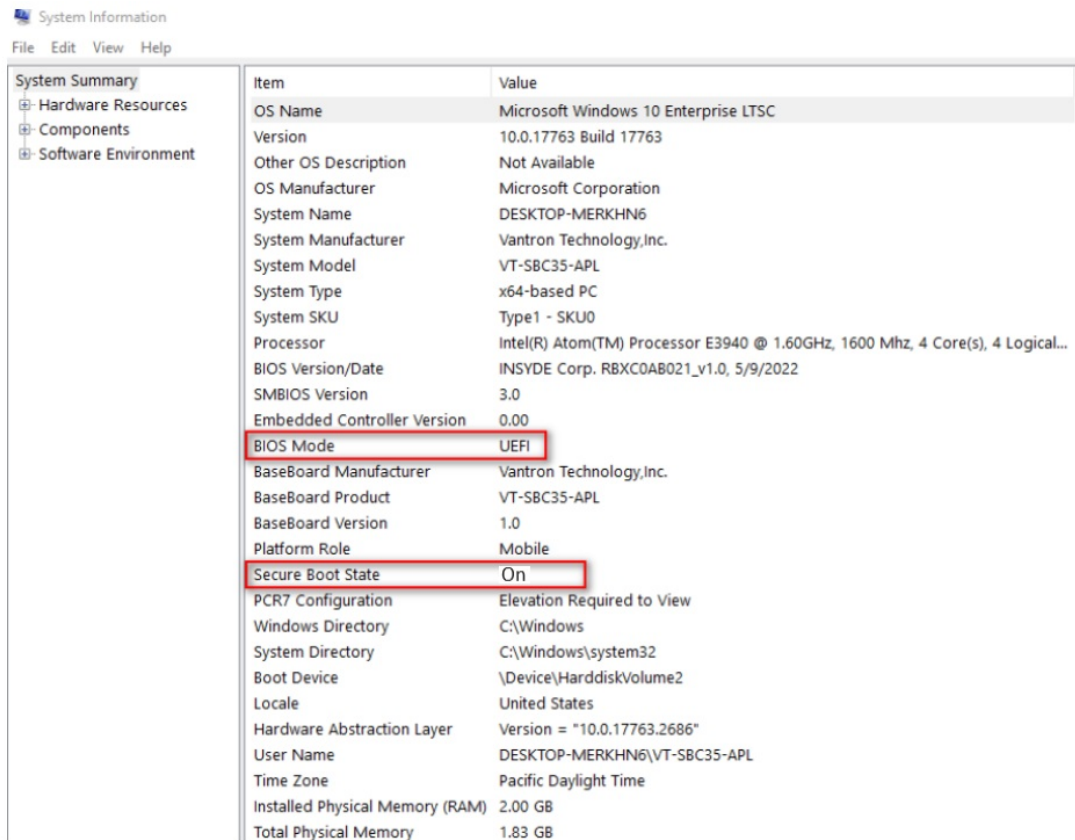 System Information
File Edit View Help
System Summary
Hardware Resources
Components
Software Environment
Item Value
OS Name Microsoft Windows 10 Enterprise LTSC
Version 10.0.17763 Build 17763
Other OS Description Not Available
OS Manufacturer Microsoft Corporation
System Name DESKTOP-MERKHN6
System Manufacturer Vantron Technology,Inc.
System Model VT-SBC35-APL
System Type x64-based PC
System SKU Type1 - SKU0
Processor Intel(R) Atom(TM) Processor E3940 @ 1.60GHz, 1600 Mhz, 4 Core(s), 4 Logical...
BIOS Version/Date INSYDE Corp. RBXC0AB021_v1.0, 5/9/2022
SMBIOS Version 3.0
Embedded Controller Version 0.00
BIOS Mode UEFI
BaseBoard Manufacturer Vantron Technology,Inc.
BaseBoard Product VT-SBC35-APL
BaseBoard Version 1.0
Platform Role Mobile
Secure Boot State On
PCR7 Configuration Elevation Required to View
Windows Directory C:\Windows
System Directory C:\Windows\system32
Boot Device \Device\HarddiskVolume2
Locale United States
Hardware Abstraction Layer Version = "10.0.17763.2686"
User Name DESKTOP-MERKHN6\VT-SBC35-APL
Time Zone Pacific Daylight Time
Installed Physical Memory (RAM) 2.00 GB
Total Physical Memory 1.83 GB